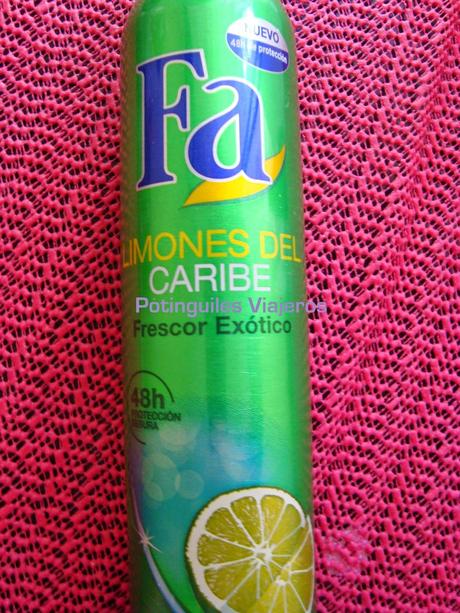 NUEVO
48h de protección
Fa
LIMONES DEL
CARIBE
Potinguiles Viajeros
Frescor Exótico
48h
PROTECCIÓN
SEGURA